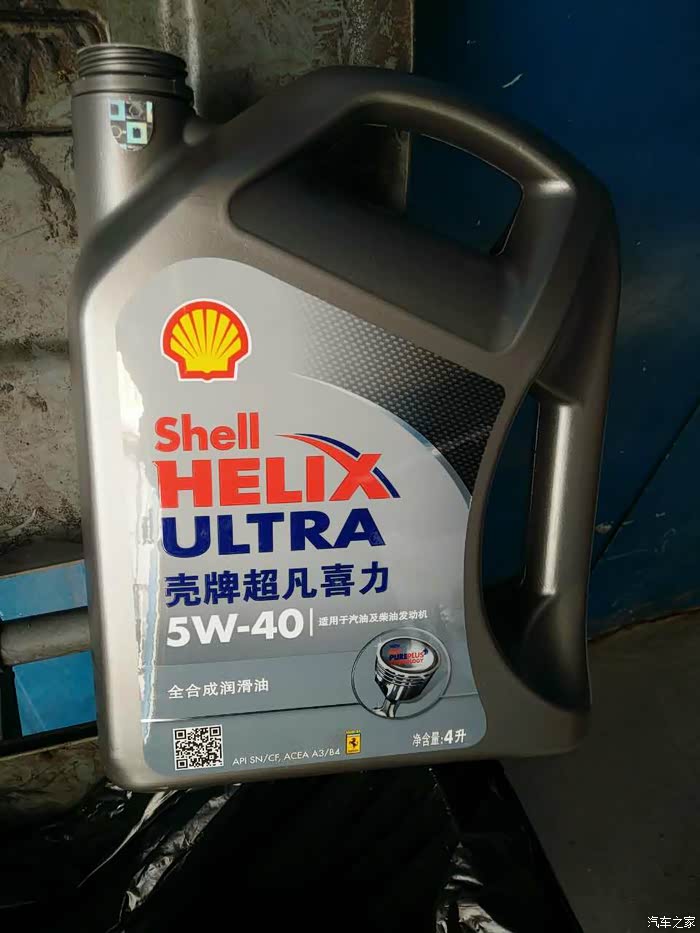 Shell
HELIX
ULTRA
壳牌超凡喜力
5W-40 适用于汽油及柴油发动机
PUREPLUS
TECHNOLOGY
全合成润滑油
API SN/CF, ACEA A3/B4
净含量:4升
汽车之家